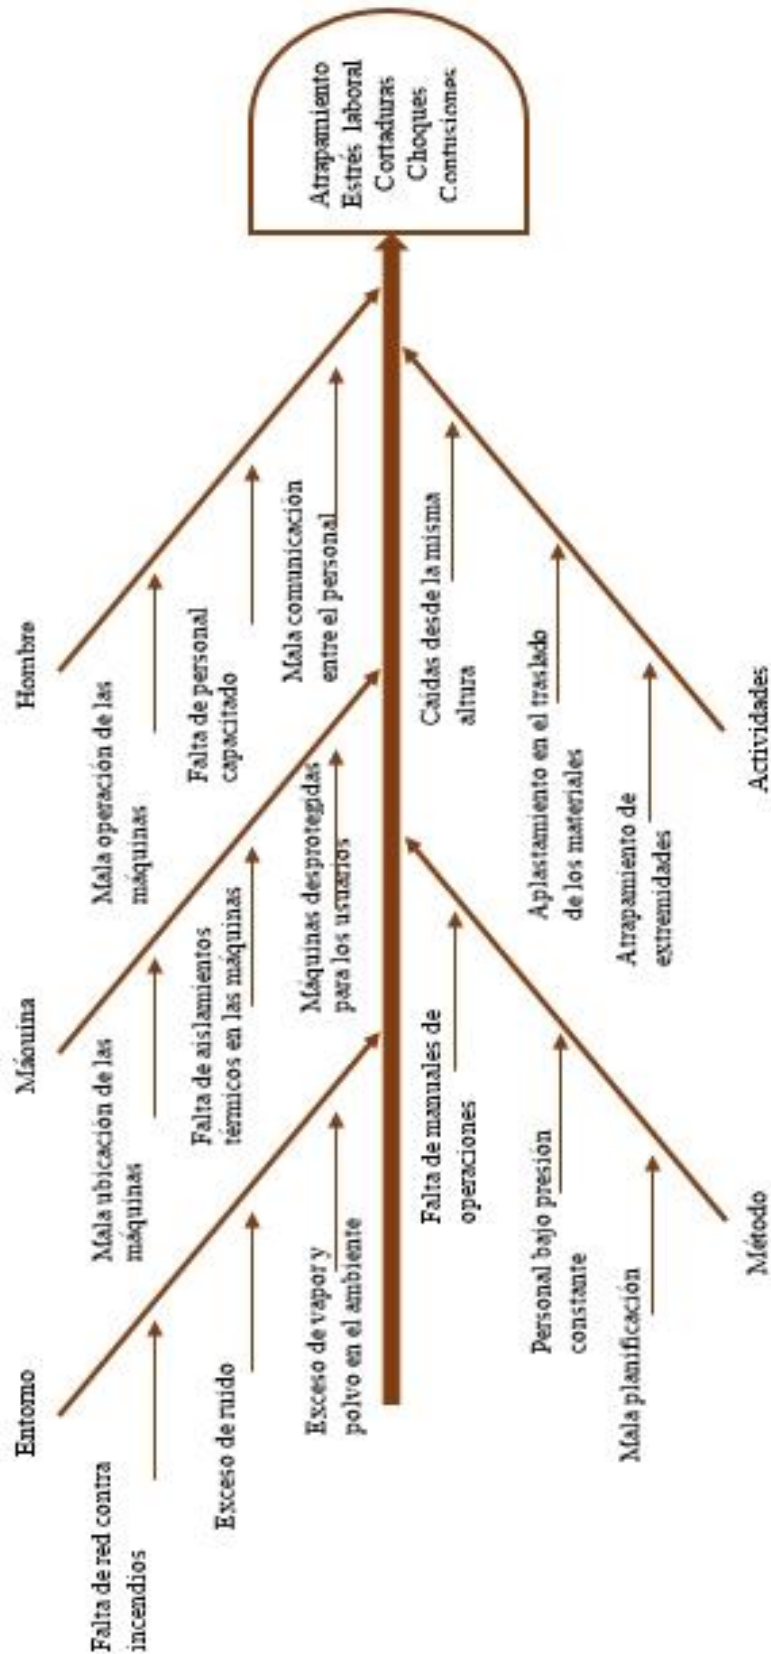 Entorno
Falta de red contra
incendios
Exceso de ruido
Exceso de vapor y
polvo en el ambiente
Máquina
Mala ubicación de las
máquinas
Falta de aislamientos
térmicos en las máquinas
Máquinas desprotegidas
para los usuarios
Hombre
Mala operación de las
máquinas
Falta de personal
capacitado
Mala comunicación
entre el personal
Método
Falta de manuales de
operaciones
Personal bajo presión
constante
Mala planificación
Actividades
Caídas desde la misma
altura
Aplastamiento en el traslado
de los materiales
Atrapamiento de
extremidades
Atrapamiento
Estrés laboral
Cortaduras
Choques
Contusiones